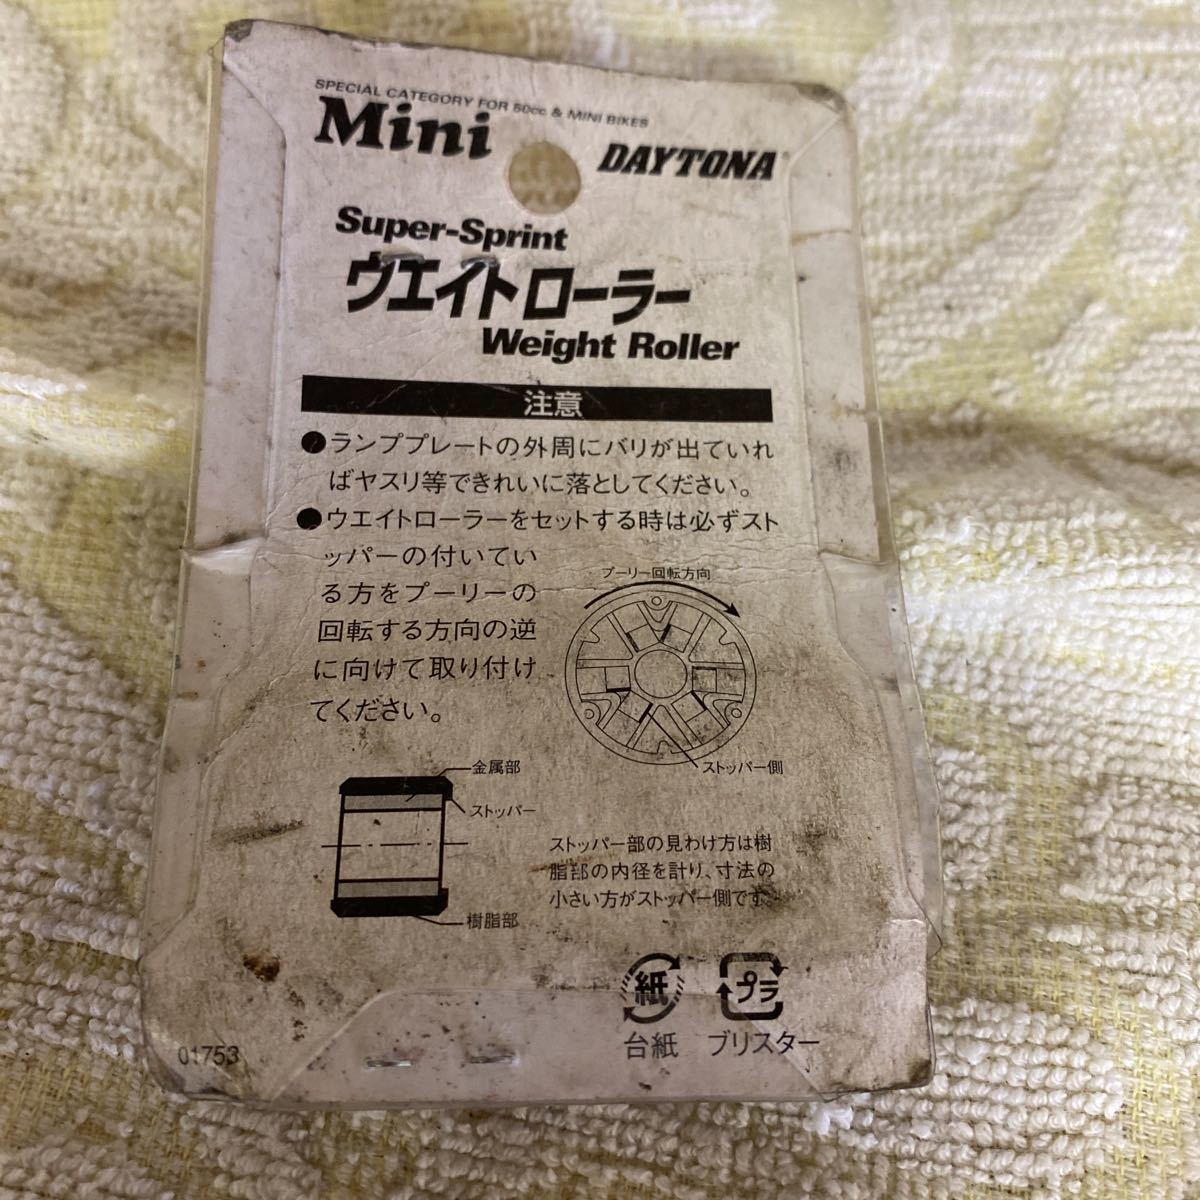 SPECIAL CATEGORY FOR 50cc & MINI BIKES
Mini
DAYTONA
Super-Sprint
ウエイトローラー
Weight Roller
注意
●ランププレートの外周にバリが出ていれ
ばヤスリ等できれいに落としてください。
●ウエイトローラーをセットする時は必ずスト
ッパーの付いてい
る方をプーリーの
回転する方向の逆
に向けて取り付け
てください。
プーリー回転方向
ストッパー側
金属部
ストッパー
樹脂部
ストッパー部の見わけ方は樹
脂部の内径を計り、寸法の
小さい方がストッパー側です。
紙
プラ
台紙
ブリスター
01753